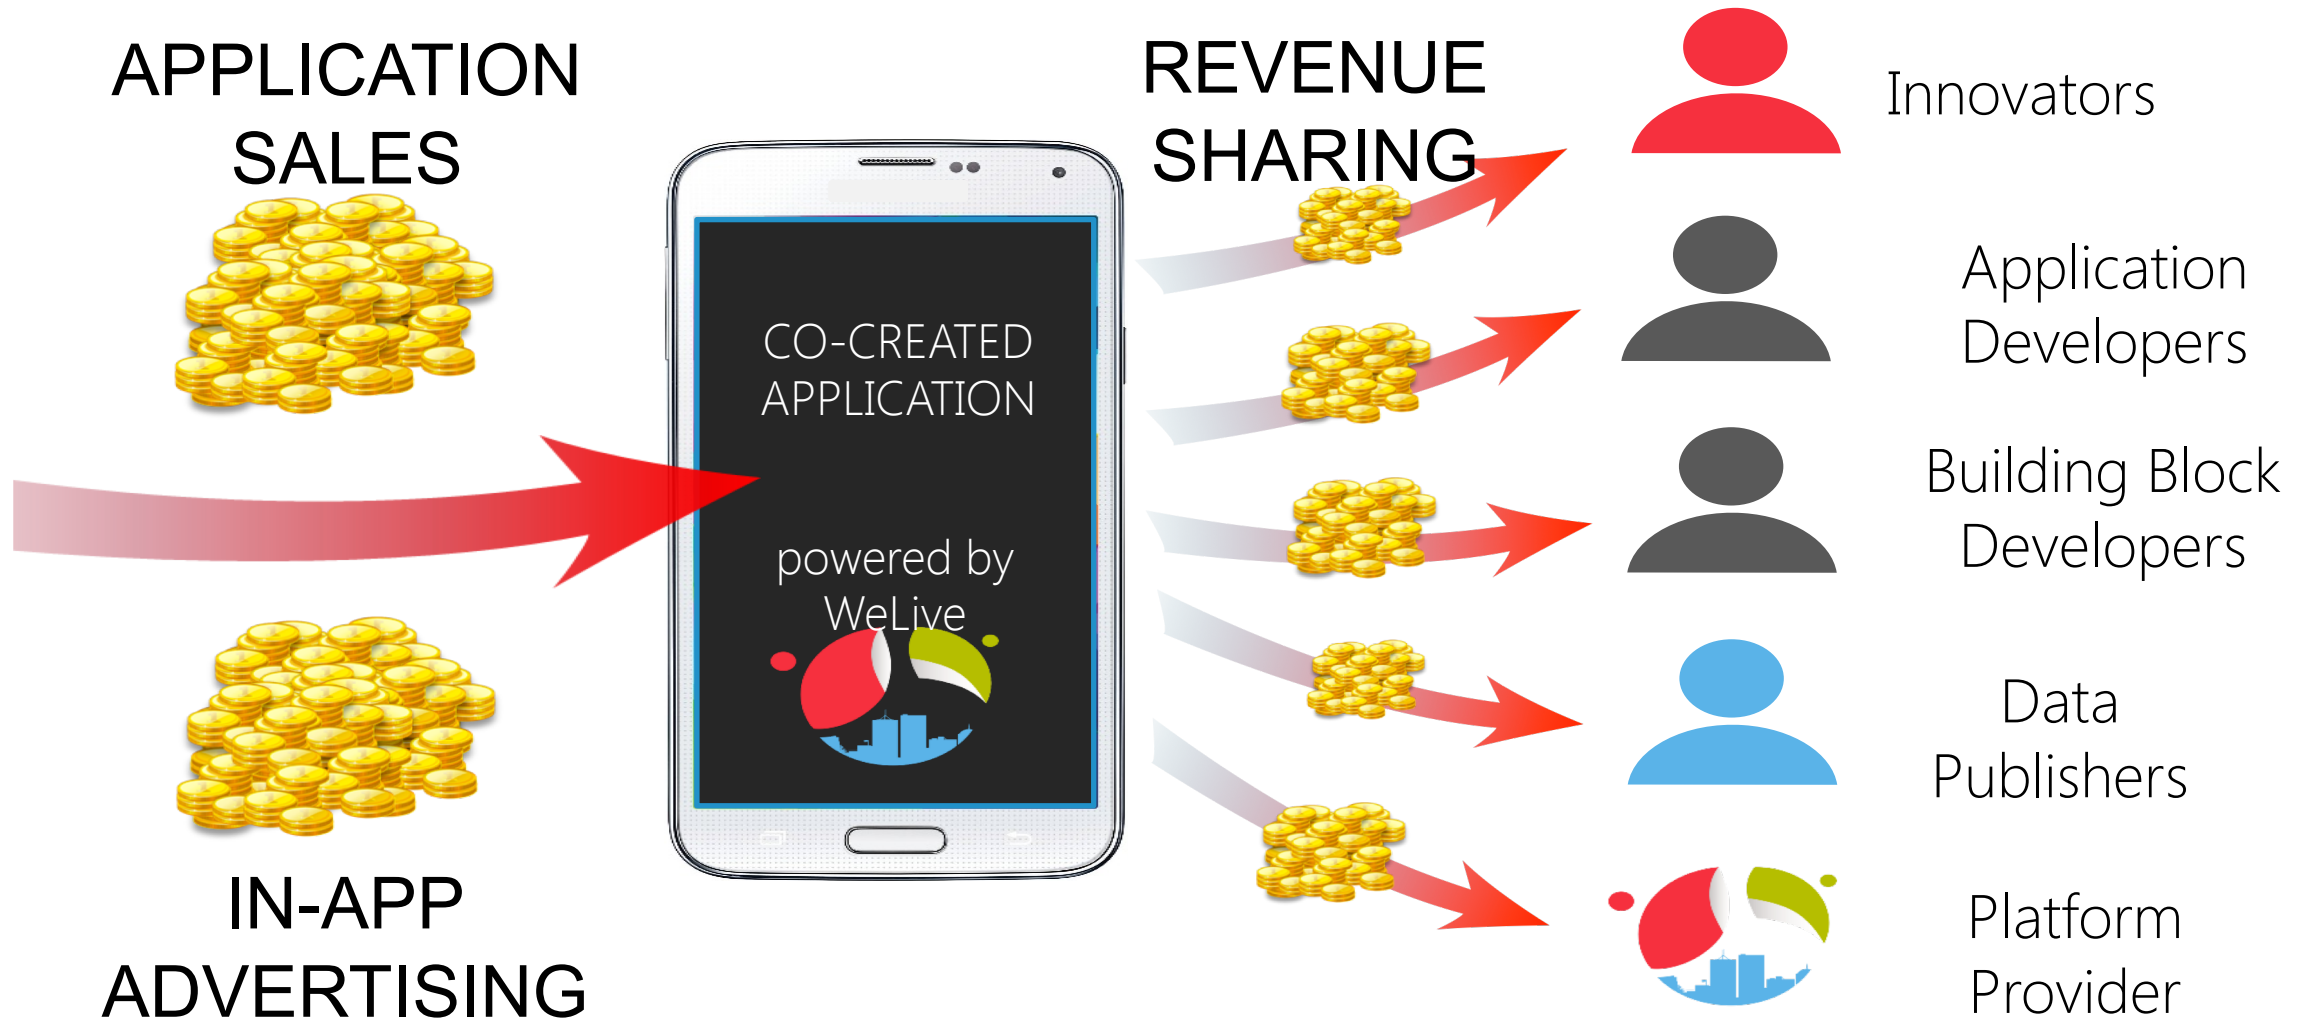 APPLICATION
SALES
IN-APP
ADVERTISING
CO-CREATED
APPLICATION
powered by
WeLive
REVENUE
SHARING
Innovators
Application
Developers
Building Block
Developers
Data
Publishers
Platform
Provider